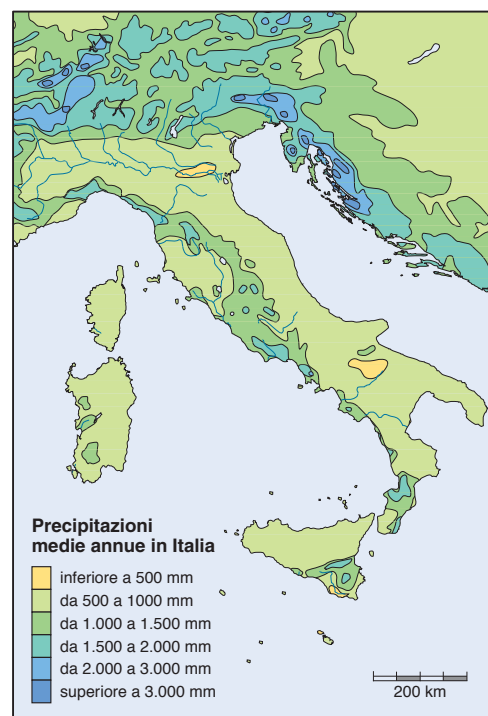 Precipitazioni
medie annue in Italia
inferiore a 500 mm
da 500 a 1000 mm
da 1.000 a 1.500 mm
da 1.500 a 2.000 mm
da 2.000 a 3.000 mm
superiore a 3.000 mm
200 km